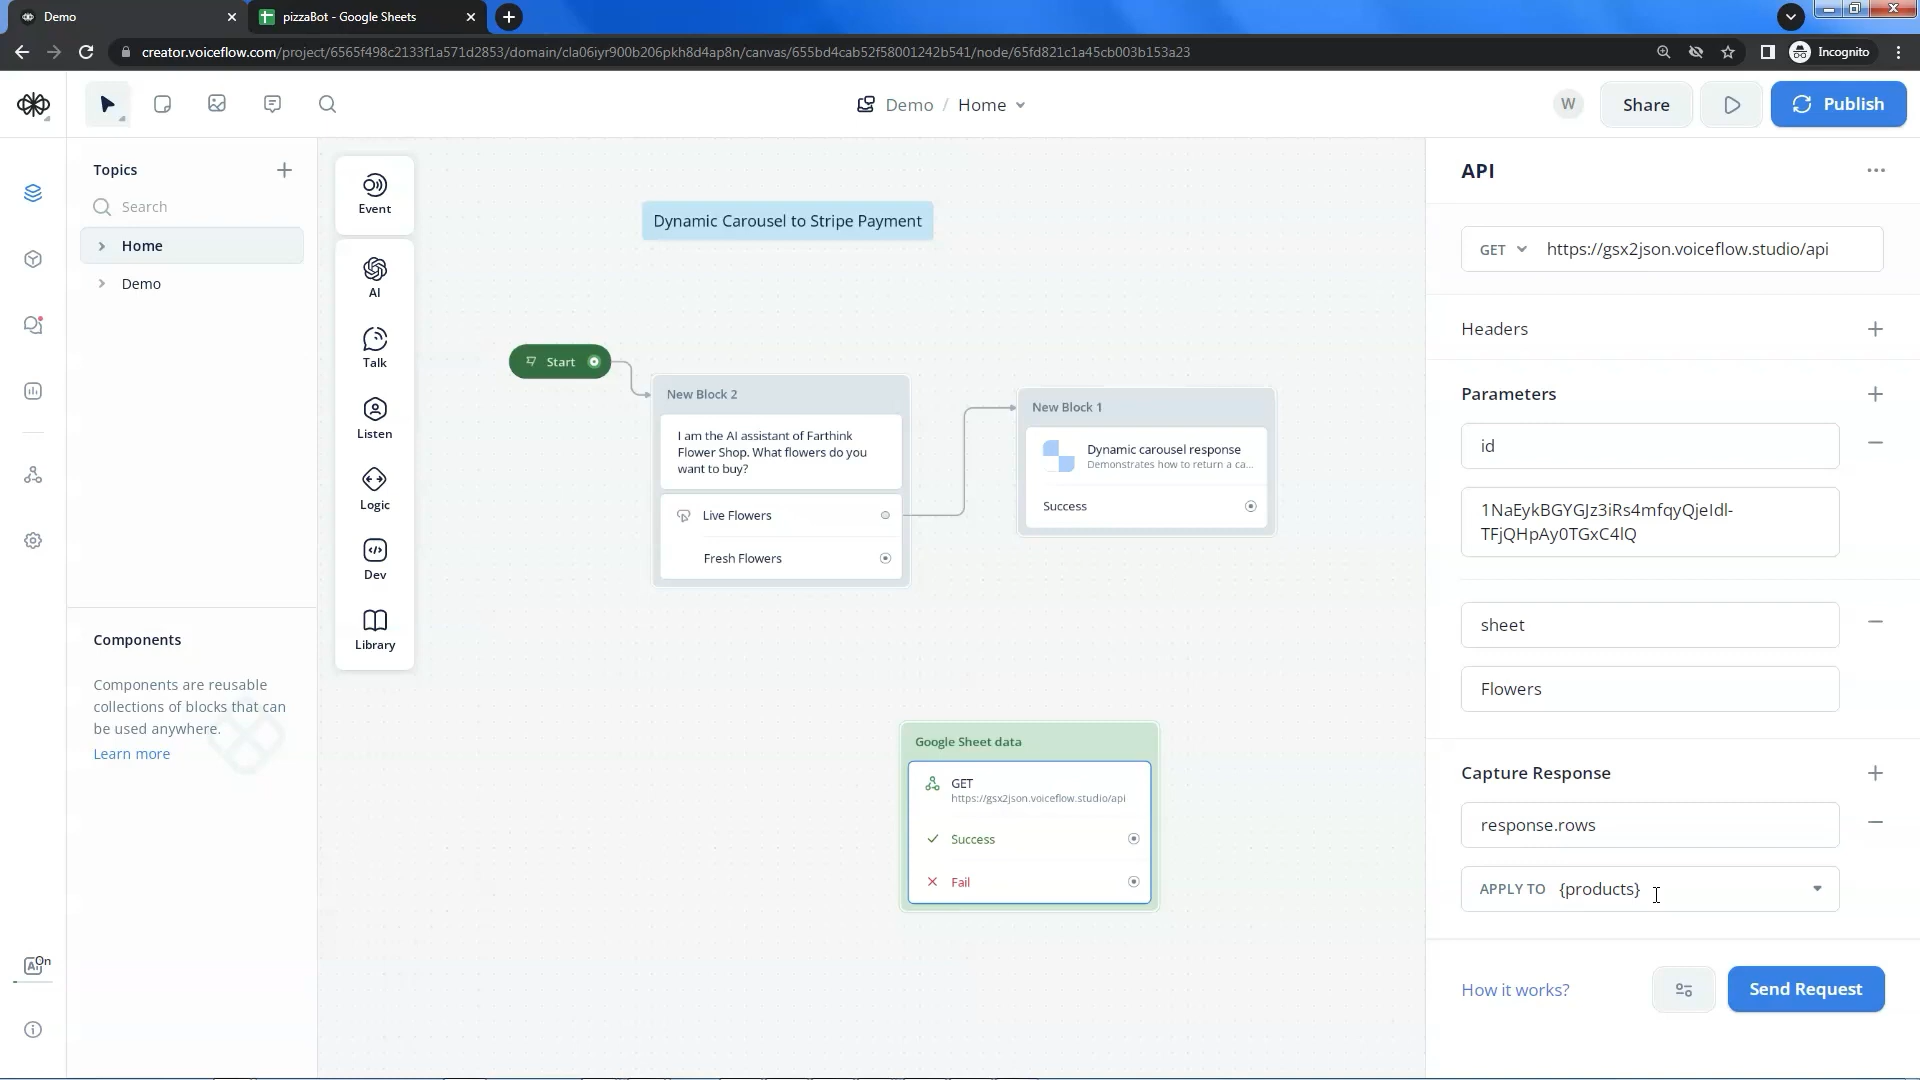 Demo
pizzaBot - Google Sheets
creator.voiceflow.com/project/6565f498c2133f1a571d2853/domain/cla06iyr900b206pkh8d4ap8n/canvas/655bd4cab52f58001242b541/node/65fd821c1a45cb003b153a23
Incognito
Demo / Home
W
Share
Publish
Topics
Search
Home
Demo
Components
Components are reusable
collections of blocks that can
be used anywhere.
Learn more
On
AI
Event
AI
Talk
Listen
Logic
Dev
Library
Dynamic Carousel to Stripe Payment
Start
New Block 2
I am the AI assistant of Farthink
Flower Shop. What flowers do you
want to buy?
Live Flowers
Fresh Flowers
New Block 1
Dynamic carousel response
Demonstrates how to return a ca...
Success
Google Sheet data
GET
https://gsx2json.voiceflow.studio/api
Success
Fail
API
GET
https://gsx2json.voiceflow.studio/api
Headers
Parameters
id
1NaEykBGYGJz3iRs4mfqyQjeIdl-
TFjQHpAy0TGxC4lQ
sheet
Flowers
Capture Response
response.rows
APPLY TO {products}
How it works?
Send Request